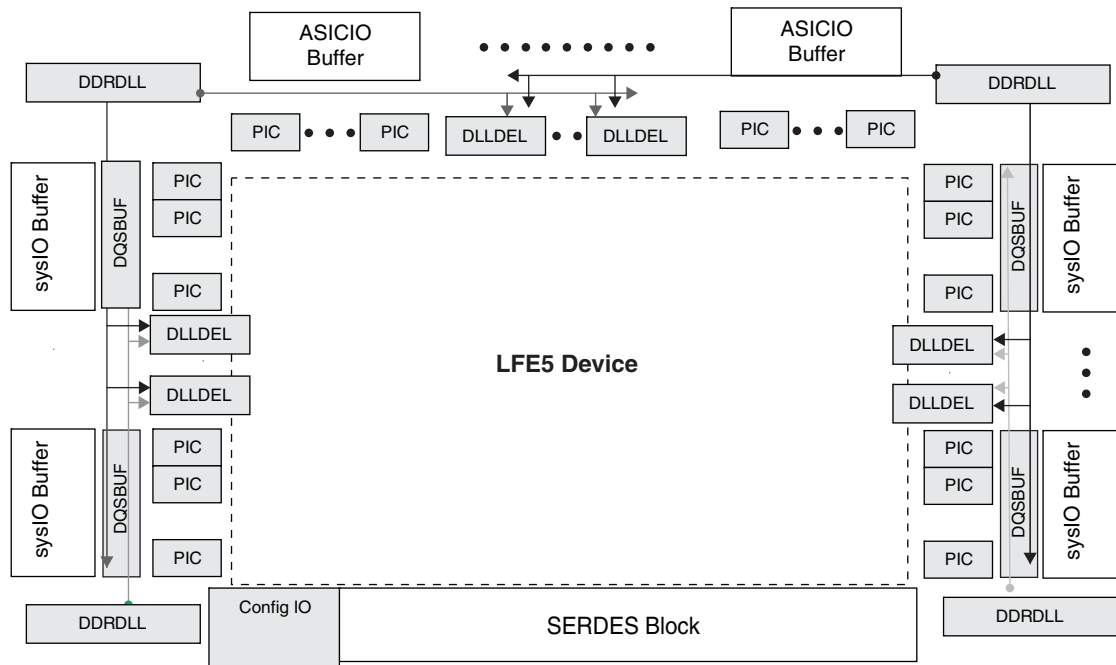 ASICIO
Buffer
ASICIO
Buffer
DDRDLL
DDRDLL
PIC
PIC
DLLDEL
DLLDEL
PIC
PIC
sysIO Buffer
DQSBUF
PIC
PIC
PIC
DLLDEL
DLLDEL
sysIO Buffer
DQSBUF
PIC
PIC
PIC
LFE5 Device
PIC
PIC
PIC
DQSBUF
sysIO Buffer
DLLDEL
DLLDEL
PIC
PIC
PIC
DQSBUF
sysIO Buffer
DDRDLL
Config IO
SERDES Block
DDRDLL